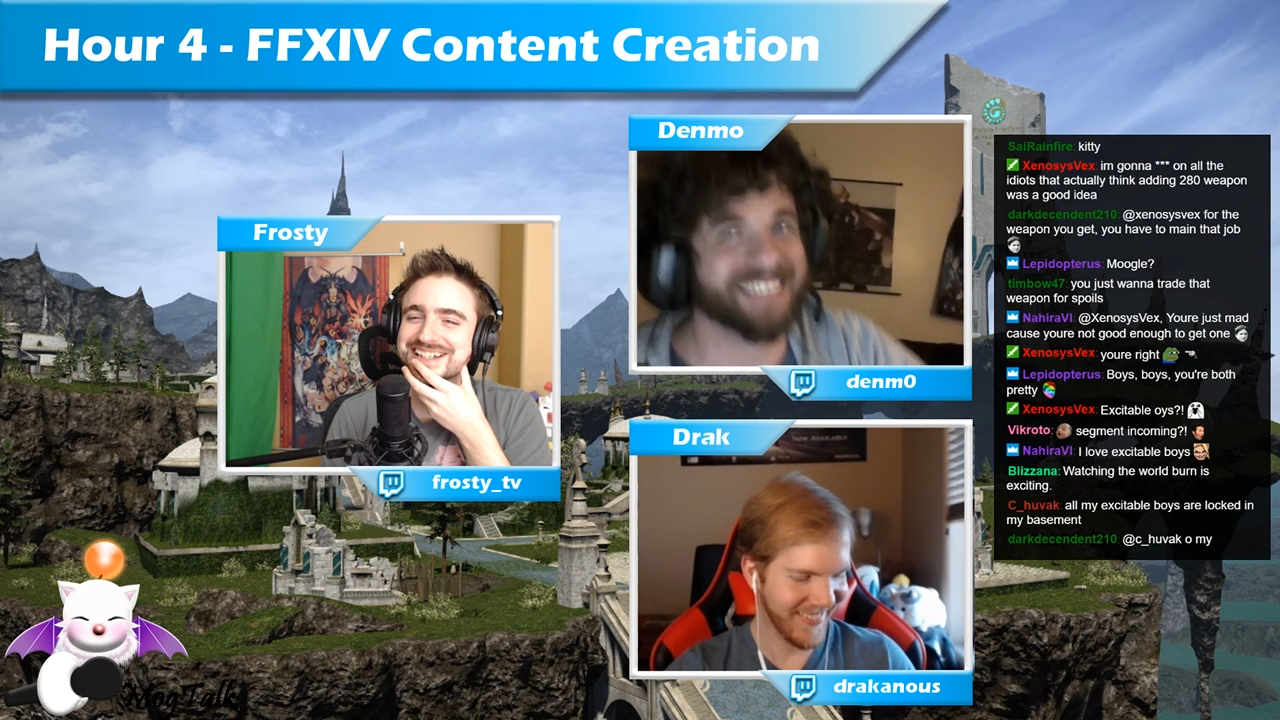 Hour 4 - FFXIV Content Creation
Frosty
frosty_tv
Denmo
denm0
Drak
NOW AVAILABLE
drakanous
SaiRainfire: kitty
XenosysVex: im gonna *** on all the
idiots that actually think adding 280 weapon
was a good idea
darkdecendent210: @xenosysvex for the
weapon you get, you have to main that job
Lepidopterus: Moogle?
timbow47: you just wanna trade that
weapon for spoils
NahiraVI: @XenosysVex, Youre just mad
cause youre not good enough to get one
XenosysVex: youre right
Lepidopterus: Boys, boys, you're both
pretty
XenosysVex: Excitable oys?!
Vikroto: segment incoming?!
NahiraVI: I love excitable boys
Blizzana: Watching the world burn is
exciting.
C_huvak: all my excitable boys are locked in
my basement
darkdecendent210: @c_huvak o my
Mog Talk